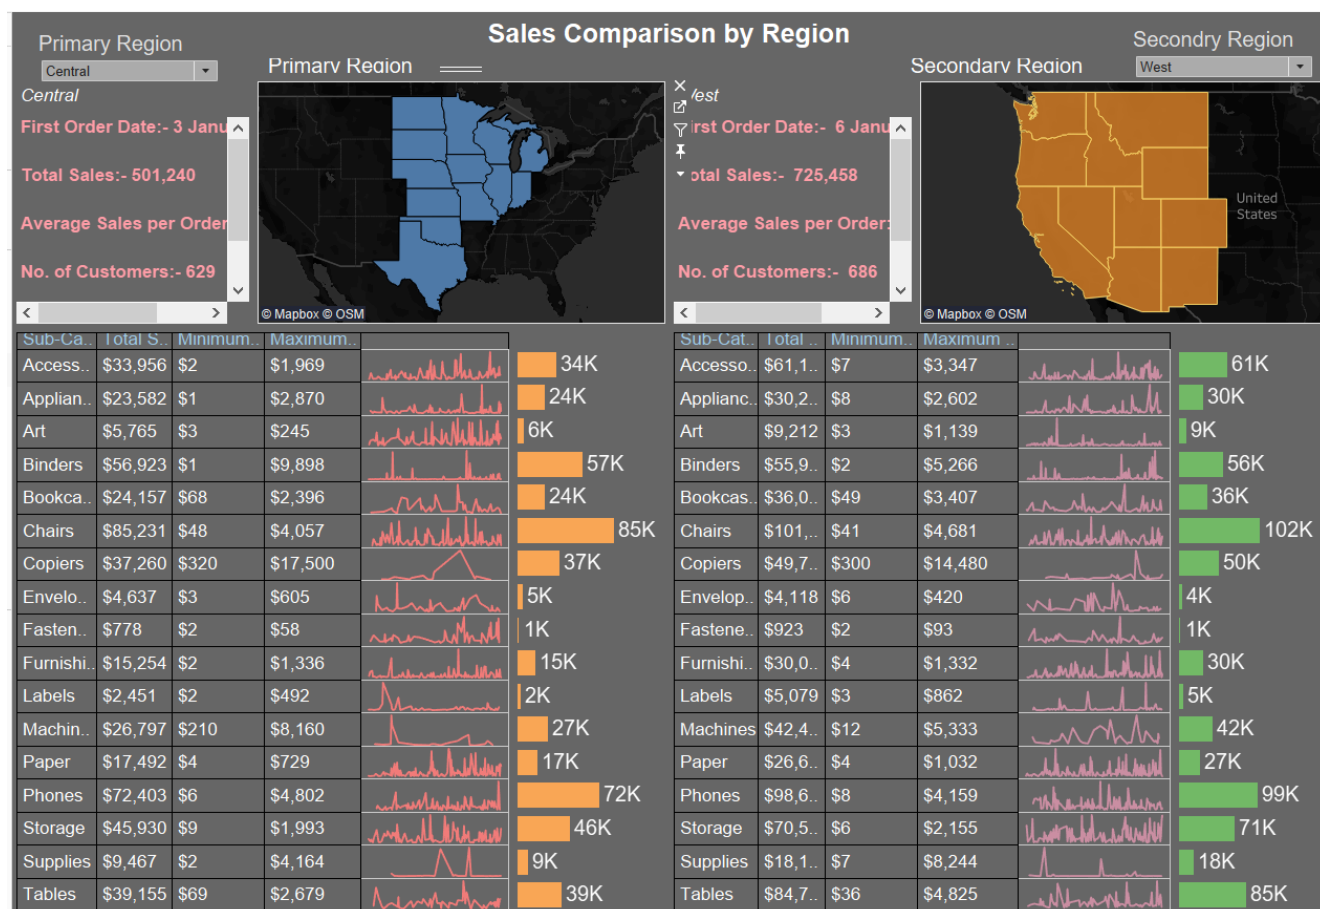 Sales Comparison by Region
Primary Region
Central
Primary Region
Secondary Region
Secondry Region
West
Central
First Order Date:- 3 Janu
Total Sales:- 501,240
Average Sales per Order
No. of Customers:- 629
© Mapbox © OSM
/est
irst Order Date:- 6 Janu
otal Sales:- 725,458
Average Sales per Order:
No. of Customers:- 686
United
States
© Mapbox © OSM
Sub-Ca.. Total S.. Minimum.. Maximum..
Access.. $33,956 $2 $1,969 34K
Applian.. $23,582 $1 $2,870 24K
Art $5,765 $3 $245 6K
Binders $56,923 $1 $9,898 57K
Bookca.. $24,157 $68 $2,396 24K
Chairs $85,231 $48 $4,057 85K
Copiers $37,260 $320 $17,500 37K
Envelo.. $4,637 $3 $605 5K
Fasten.. $778 $2 $58 1K
Furnishi.. $15,254 $2 $1,336 15K
Labels $2,451 $2 $492 2K
Machin.. $26,797 $210 $8,160 27K
Paper $17,492 $4 $729 17K
Phones $72,403 $6 $4,802 72K
Storage $45,930 $9 $1,993 46K
Supplies $9,467 $2 $4,164 9K
Tables $39,155 $69 $2,679 39K
Sub-Cat.. Total .. Minimum.. Maximum ..
Accesso.. $61,1.. $7 $3,347 61K
Applianc.. $30,2.. $8 $2,602 30K
Art $9,212 $3 $1,139 9K
Binders $55,9.. $2 $5,266 56K
Bookcas.. $36,0.. $49 $3,407 36K
Chairs $101,.. $41 $4,681 102K
Copiers $49,7.. $300 $14,480 50K
Envelop.. $4,118 $6 $420 4K
Fastene.. $923 $2 $93 1K
Furnishi.. $30,0.. $4 $1,332 30K
Labels $5,079 $3 $862 5K
Machines $42,4.. $12 $5,333 42K
Paper $26,6.. $4 $1,032 27K
Phones $98,6.. $8 $4,159 99K
Storage $70,5.. $6 $2,155 71K
Supplies $18,1.. $7 $8,244 18K
Tables $84,7.. $36 $4,825 85K